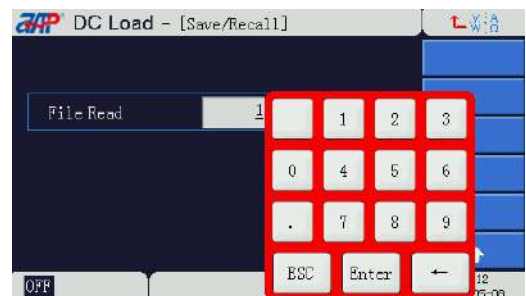 DC Load - [Save/Recall]
File Read 1
1 2 3
0 4 5 6
. 7 8 9
ESC Enter ←
OFF
12